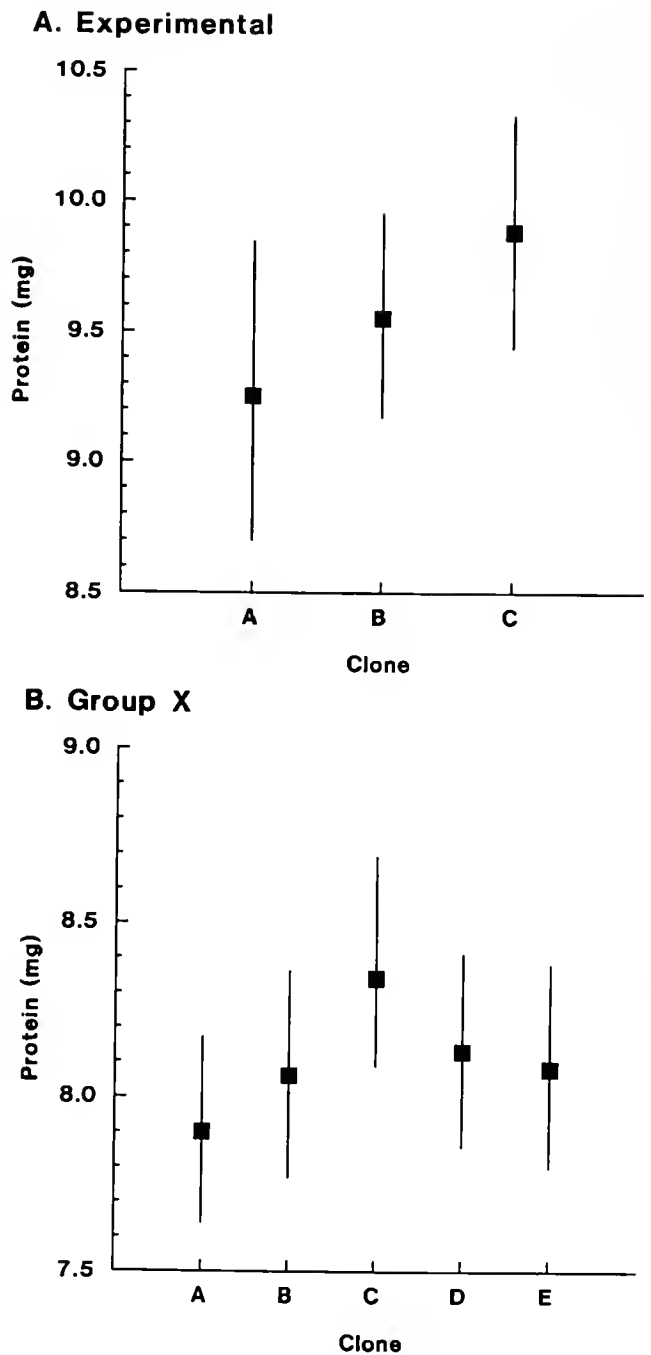 A. Experimental
10.5
10.0
9.5
9.0
8.5
Protein (mg)
A B C
Clone
B. Group X
9.0
8.5
8.0
7.5
Protein (mg)
A B C D E
Clone